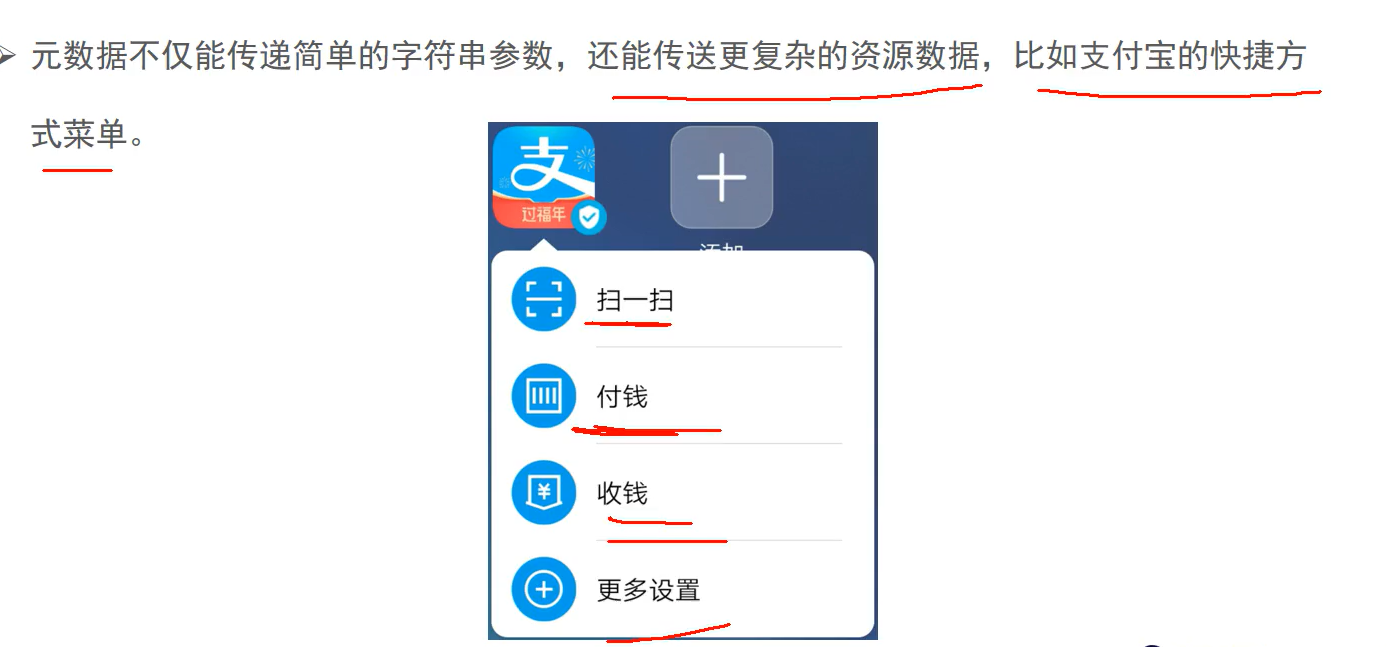 元数据不仅能传递简单的字符串参数，还能传送更复杂的资源数据，比如支付宝的快捷方
式菜单。
支
过福年
添加
扫一扫
付钱
收钱
更多设置